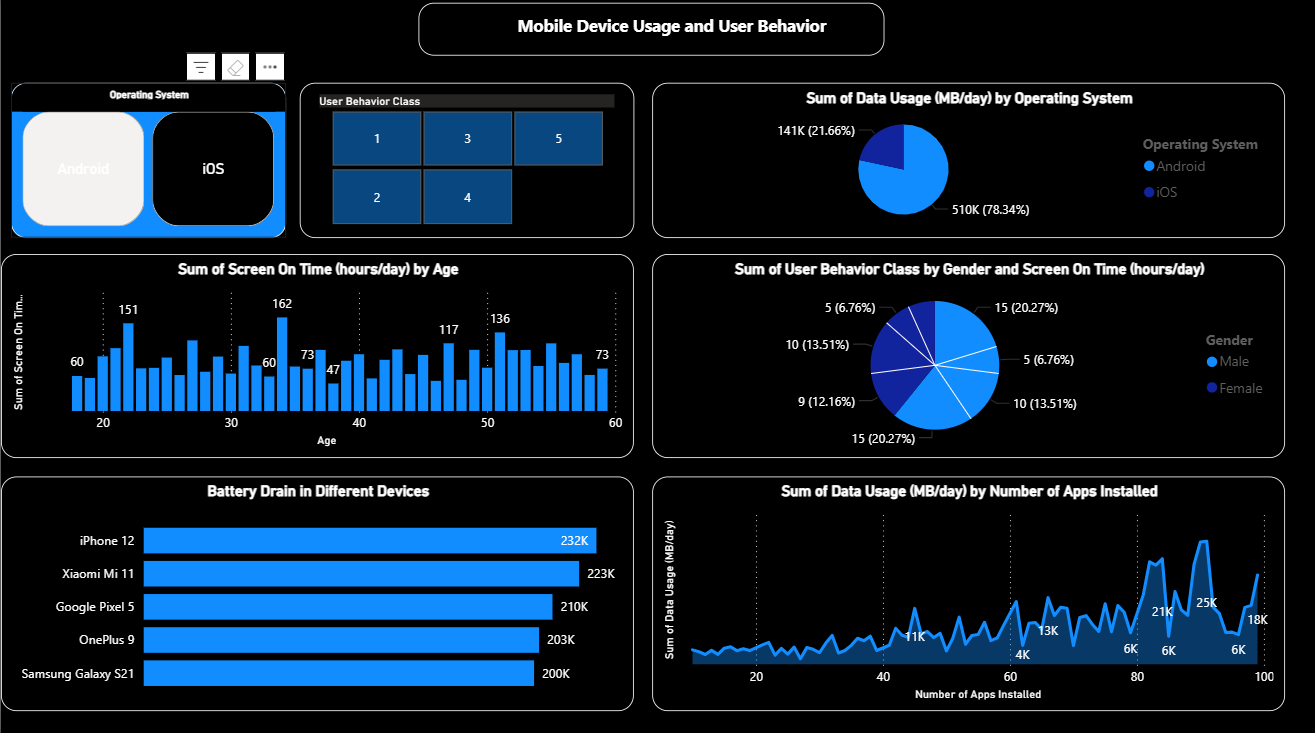 Mobile Device Usage and User Behavior
Operating System
Android
iOS
User Behavior Class
1
3
5
2
4
Sum of Data Usage (MB/day) by Operating System
141K (21.66%)
510K (78.34%)
Operating System
Android
iOS
Sum of Screen On Time (hours/day) by Age
Sum of Screen On Tim...
60
151
60
162
73
47
117
136
73
20
30
40
50
60
Age
Sum of User Behavior Class by Gender and Screen On Time (hours/day)
5 (6.76%)
15 (20.27%)
10 (13.51%)
5 (6.76%)
9 (12.16%)
10 (13.51%)
15 (20.27%)
Gender
Male
Female
Battery Drain in Different Devices
iPhone 12
232K
Xiaomi Mi 11
223K
Google Pixel 5
210K
OnePlus 9
203K
Samsung Galaxy S21
200K
Sum of Data Usage (MB/day) by Number of Apps Installed
Sum of Data Usage (MB/day)
11K
4K
13K
6K
21K
6K
25K
6K
18K
20
40
60
80
100
Number of Apps Installed